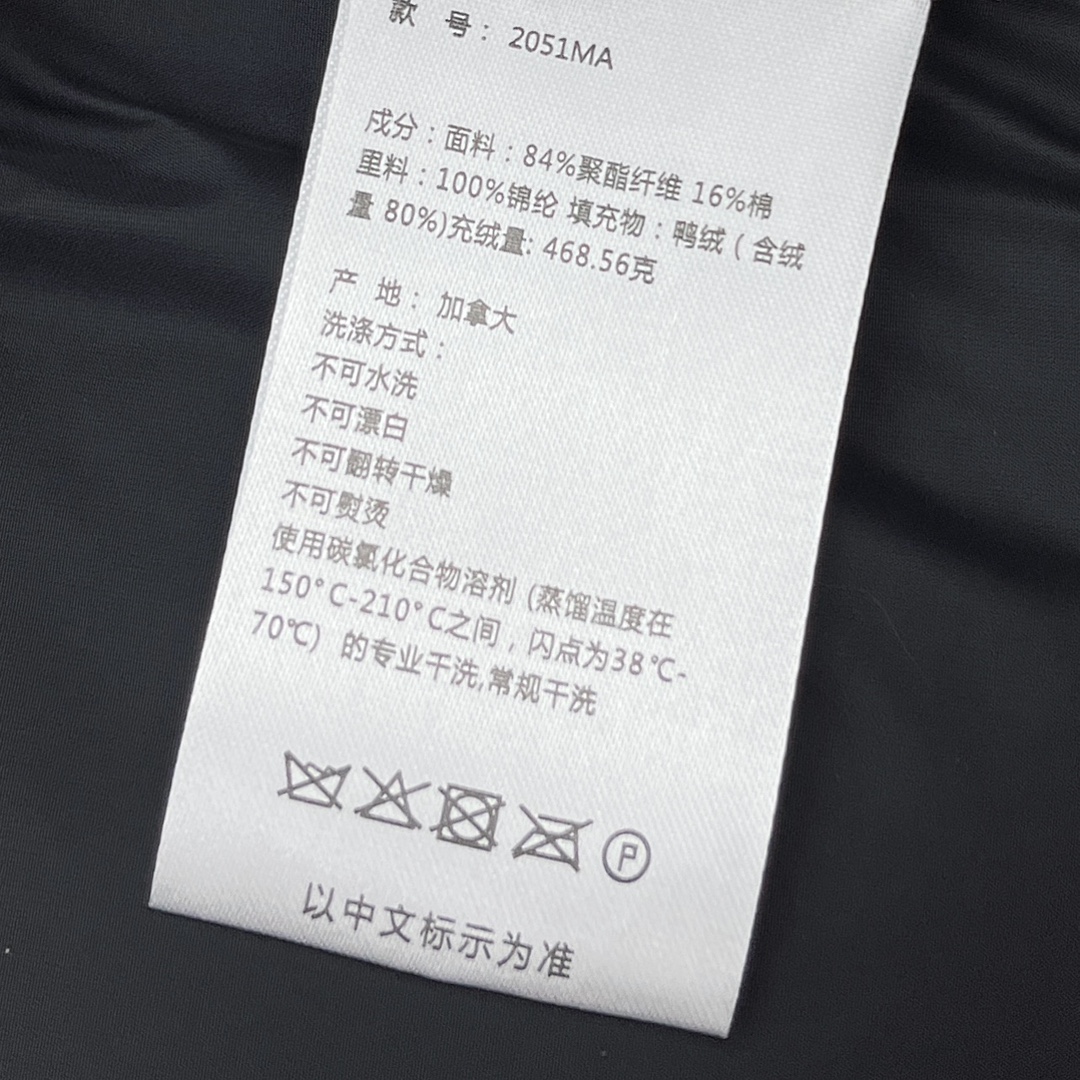 款 号：2051MA
成分：面料：84%聚酯纤维 16%棉
里料：100%锦纶 填充物：鸭绒（含绒
量 80%)充绒量: 468.56克
产 地： 加拿大
洗涤方式：
不可水洗
不可漂白
不可翻转干燥
不可熨烫
使用碳氯化合物溶剂 (蒸馏温度在
150°C-210°C之间，闪点为38℃-
70℃）的专业干洗,常规干洗
P
以中文标示为准